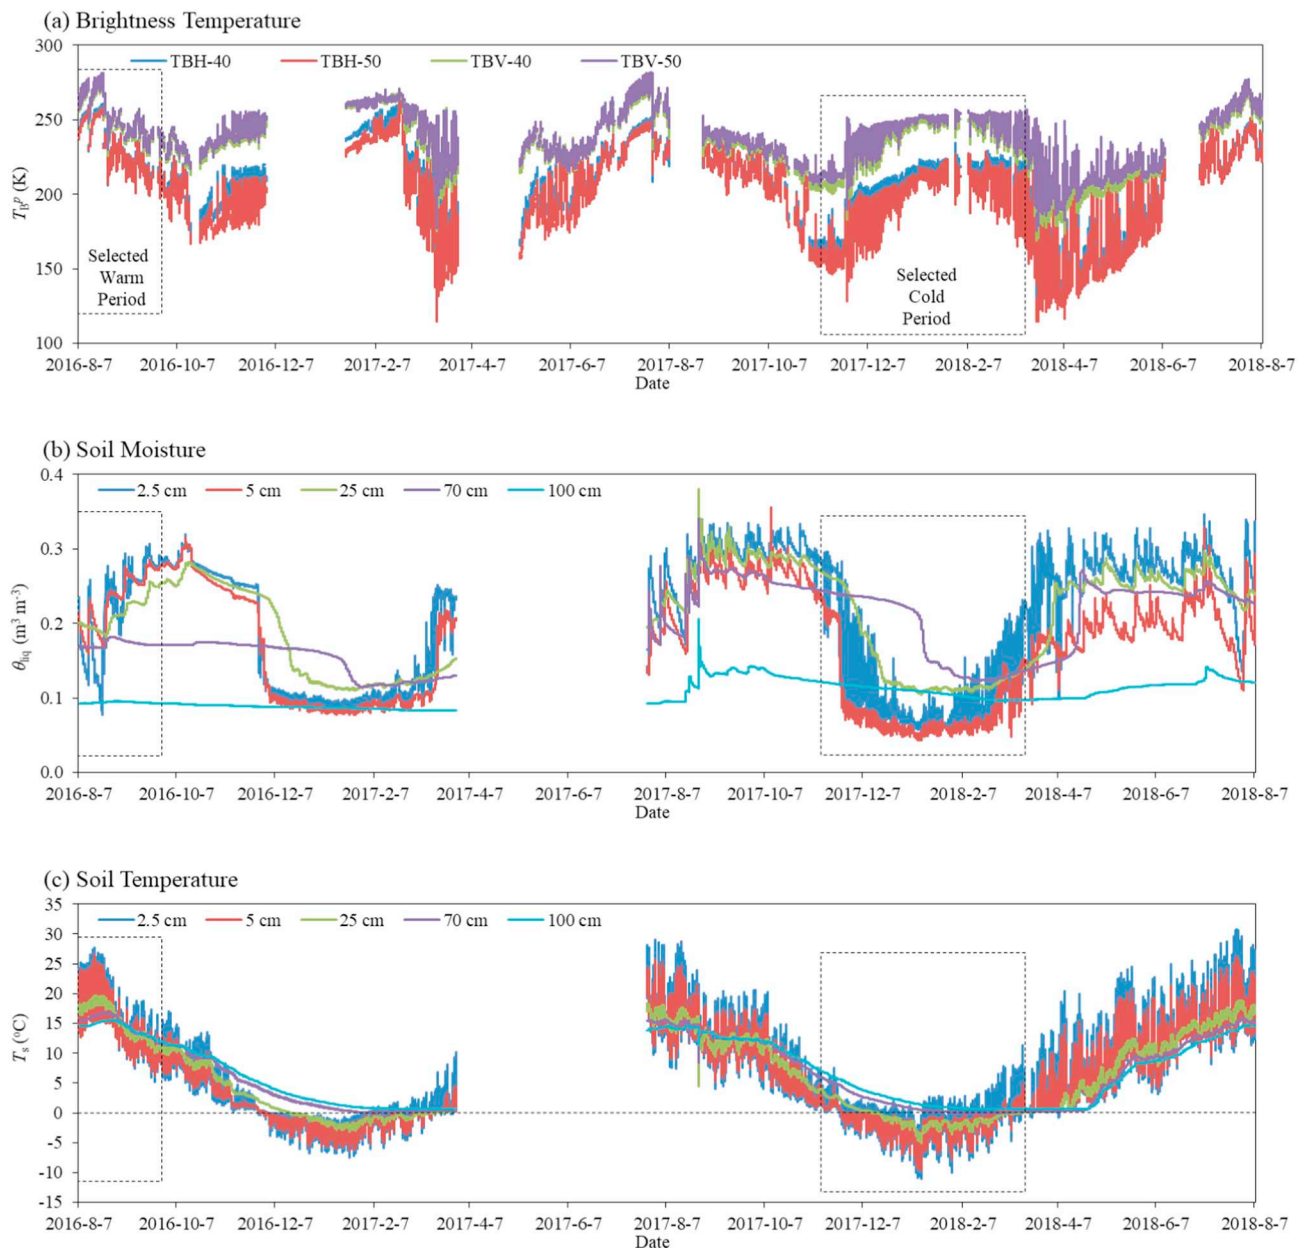 (a) Brightness Temperature
300
250
200
150
100
T_B^p (K)
TBH-40 TBH-50 TBV-40 TBV-50
Selected
Warm
Period
Selected
Cold
Period
2016-8-7 2016-10-7 2016-12-7 2017-2-7 2017-4-7 2017-6-7 2017-8-7 2017-10-7 2017-12-7 2018-2-7 2018-4-7 2018-6-7 2018-8-7
Date
(b) Soil Moisture
0.4
0.3
0.2
0.1
0.0
θ_liq (m³ m⁻³)
2.5 cm 5 cm 25 cm 70 cm 100 cm
2016-8-7 2016-10-7 2016-12-7 2017-2-7 2017-4-7 2017-6-7 2017-8-7 2017-10-7 2017-12-7 2018-2-7 2018-4-7 2018-6-7 2018-8-7
Date
(c) Soil Temperature
35
30
25
20
15
10
5
0
-5
-10
-15
T_s (°C)
2.5 cm 5 cm 25 cm 70 cm 100 cm
2016-8-7 2016-10-7 2016-12-7 2017-2-7 2017-4-7 2017-6-7 2017-8-7 2017-10-7 2017-12-7 2018-2-7 2018-4-7 2018-6-7 2018-8-7
Date